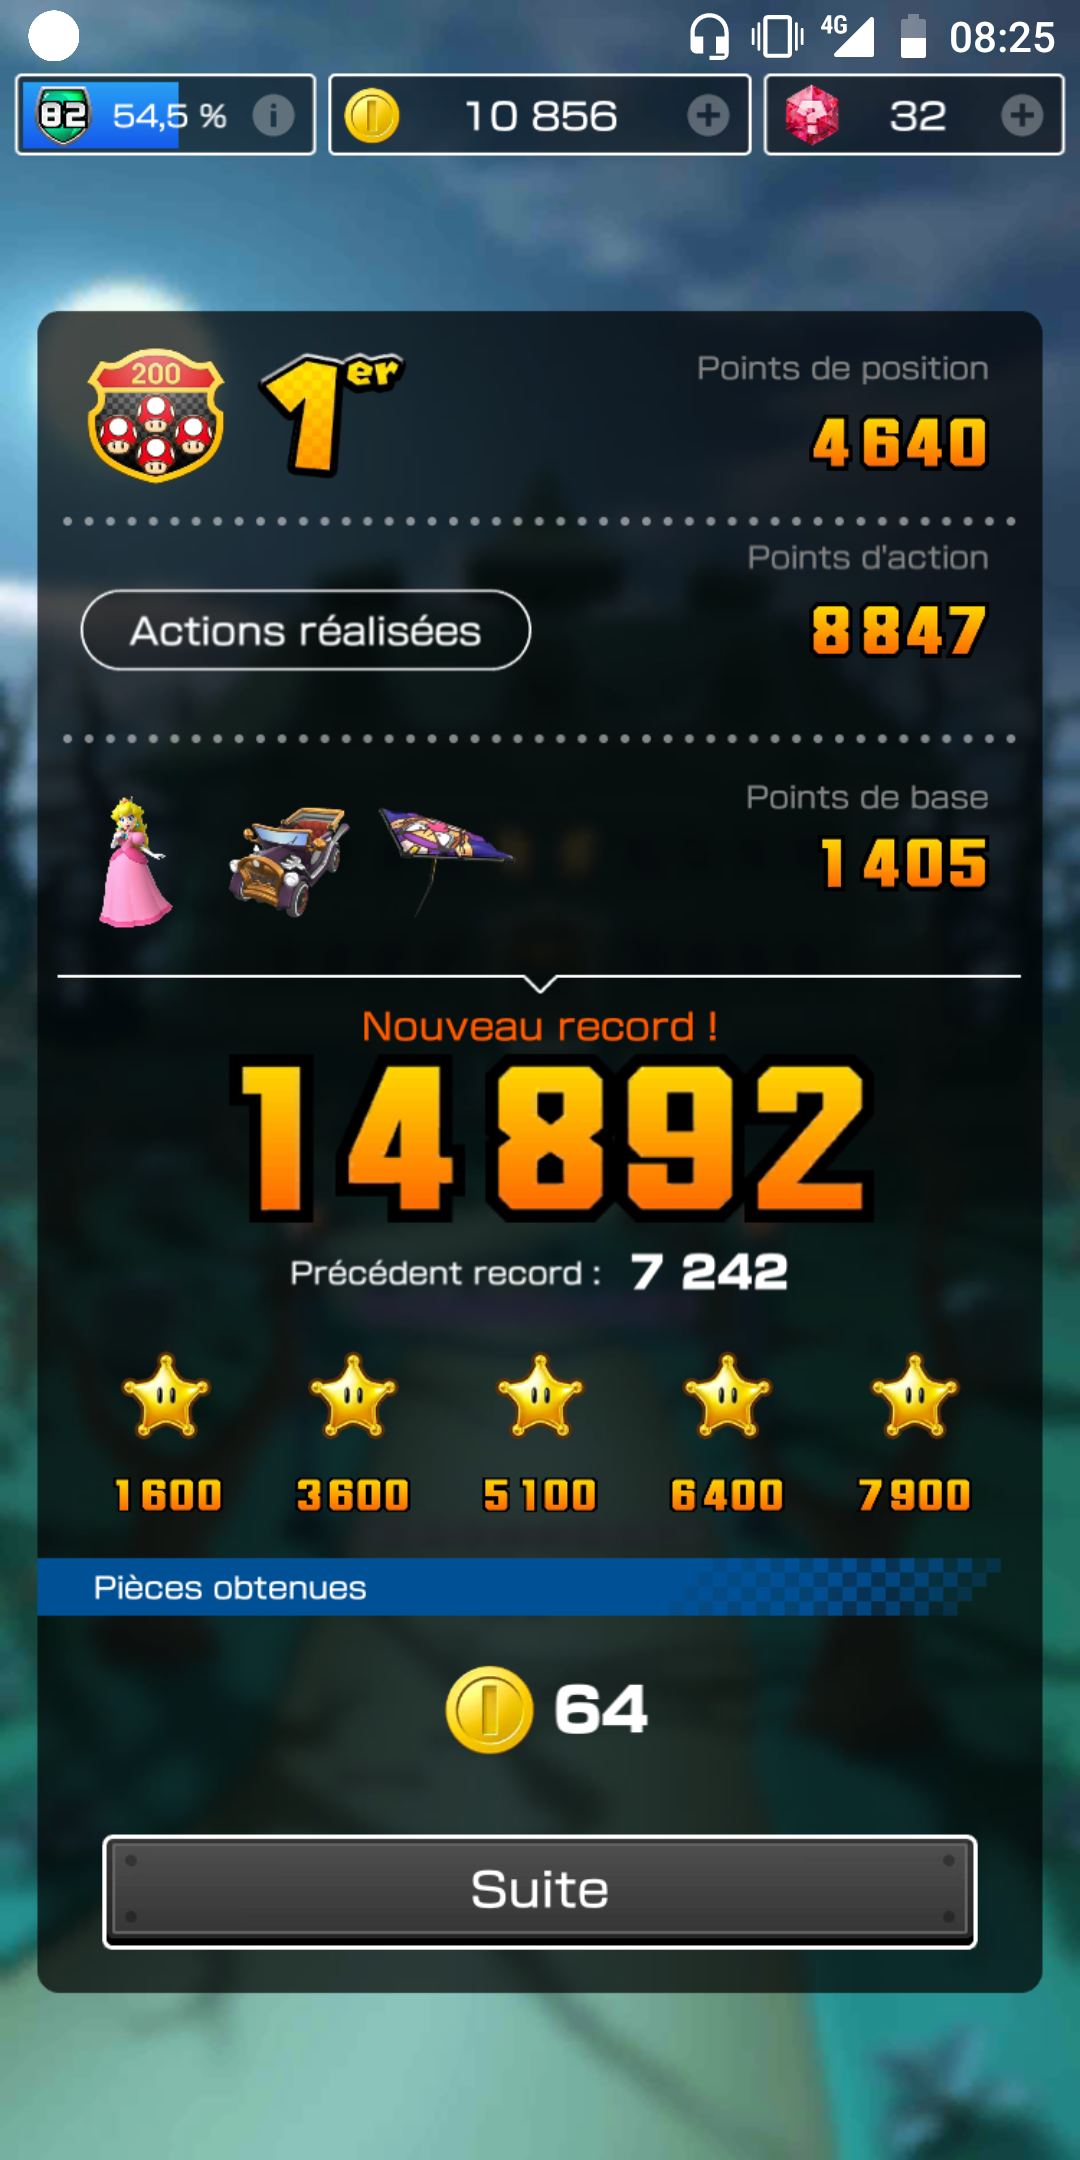 4G 08:25
82 54,5 % i 10 856 + ? 32 +
200
1er
Points de position
4640
Points d'action
Actions réalisées
8847
Points de base
1405
Nouveau record !
14892
Précédent record : 7 242
1600 3600 5100 6400 7900
Pièces obtenues
64
Suite